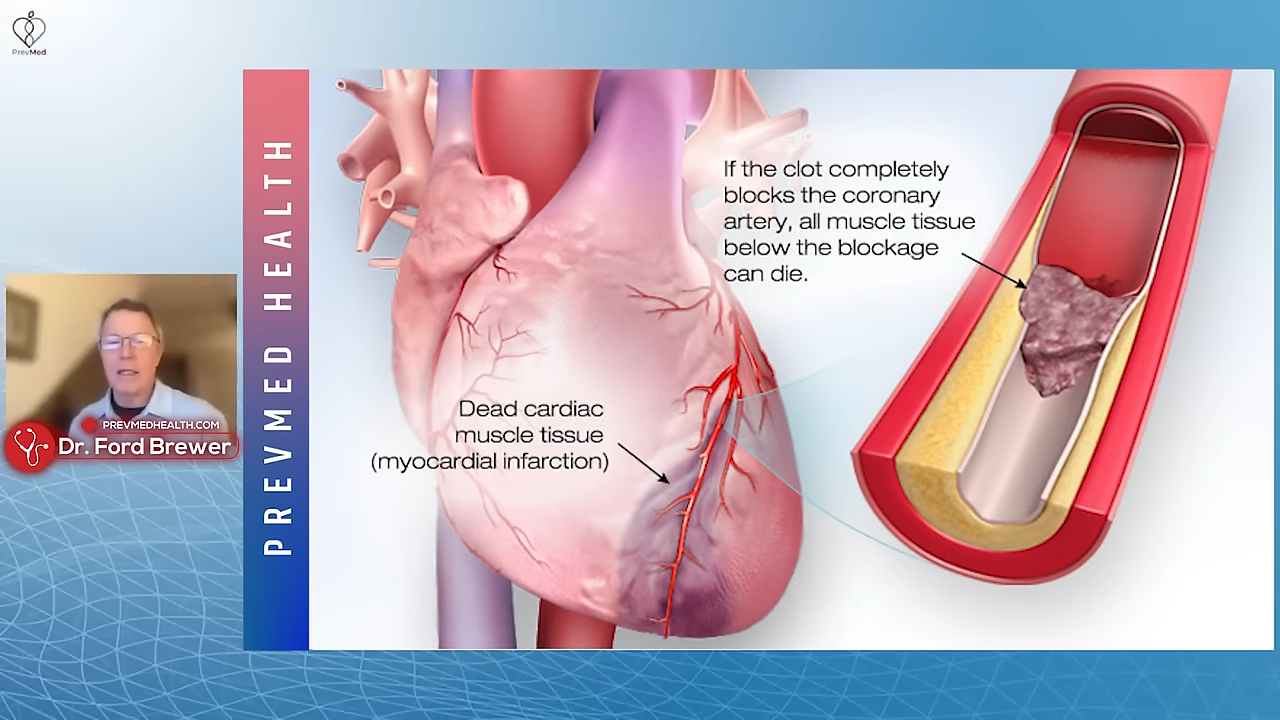 PrevMed
PREVMED HEALTH
If the clot completely
blocks the coronary
artery, all muscle tissue
below the blockage
can die.
Dead cardiac
muscle tissue
(myocardial infarction)
PREVMEDHEALTH.COM
Dr. Ford Brewer